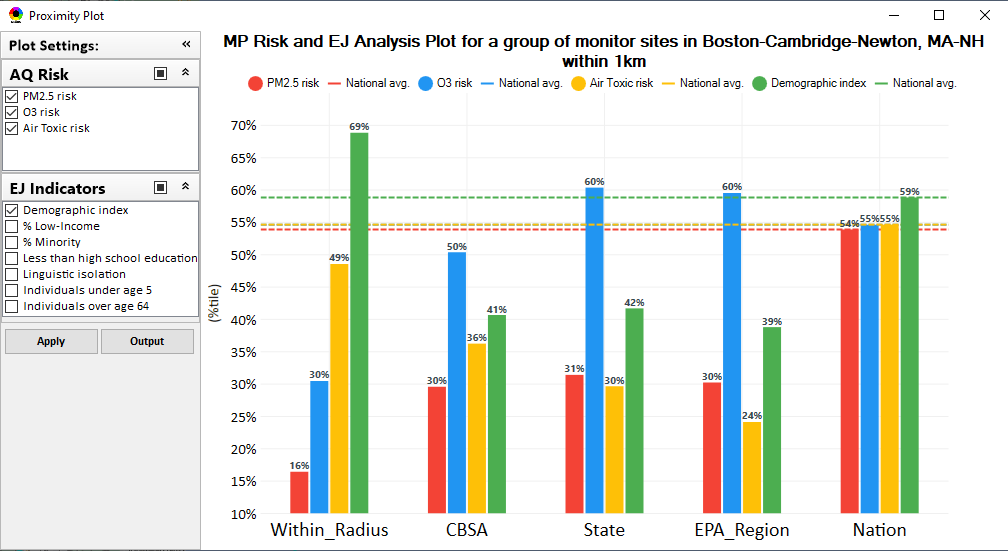 Proximity Plot
Plot Settings:
AQ Risk
PM2.5 risk
O3 risk
Air Toxic risk
EJ Indicators
Demographic index
% Low-Income
% Minority
Less than high school education
Linguistic isolation
Individuals under age 5
Individuals over age 64
Apply Output
MP Risk and EJ Analysis Plot for a group of monitor sites in Boston-Cambridge-Newton, MA-NH
within 1km
PM2.5 risk National avg. O3 risk National avg. Air Toxic risk National avg. Demographic index National avg.
(%tile)
70%
65%
60%
55%
50%
45%
40%
35%
30%
25%
20%
15%
10%
16% 30% 49% 69%
30% 50% 36% 41%
31% 60% 30% 42%
30% 60% 24% 39%
54% 55% 55% 59%
Within_Radius CBSA State EPA_Region Nation